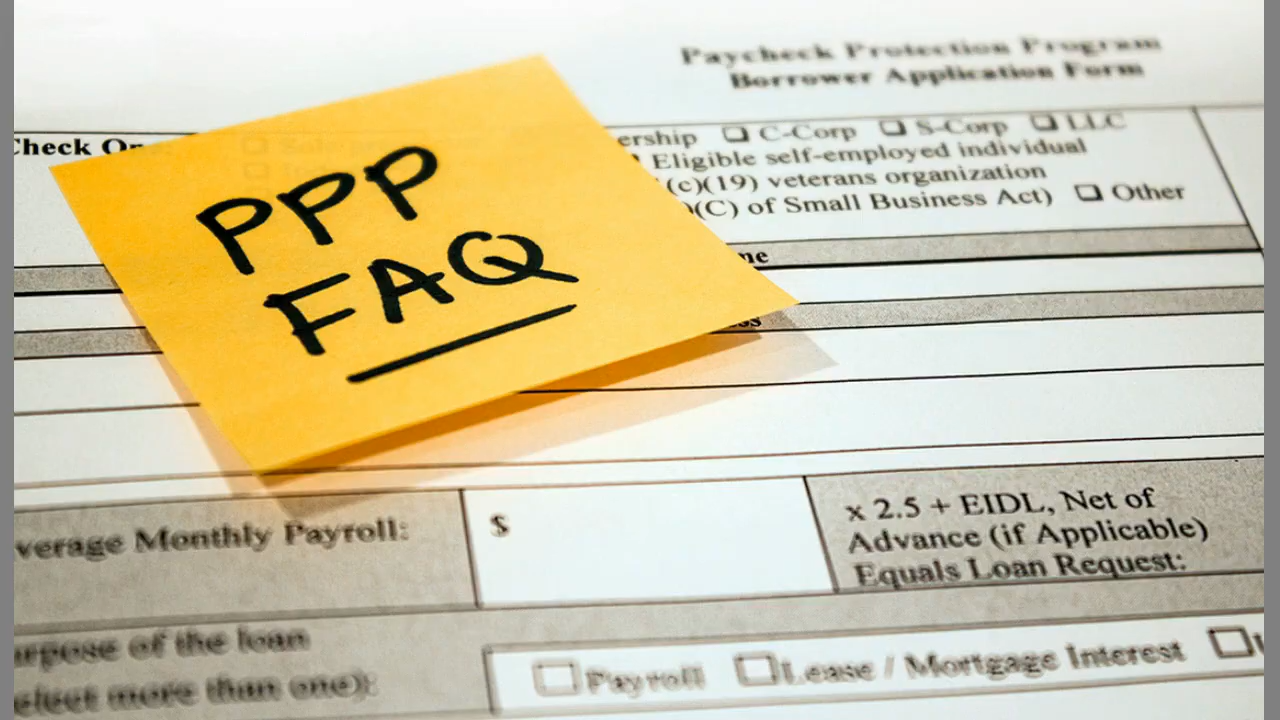 Paycheck Protection Program
Borrower Application Form
Check One:
ership ❏ C-Corp ❏ S-Corp ❏ LLC
Eligible self-employed individual
(c)(19) veterans organization
(C) of Small Business Act) ❏ Other
PPP
FAQ
verage Monthly Payroll:
$
x 2.5 + EIDL, Net of
Advance (if Applicable)
Equals Loan Request:
urpose of the loan
elect more than one):
☐ Payroll ☐ Lease / Mortgage Interest ☐